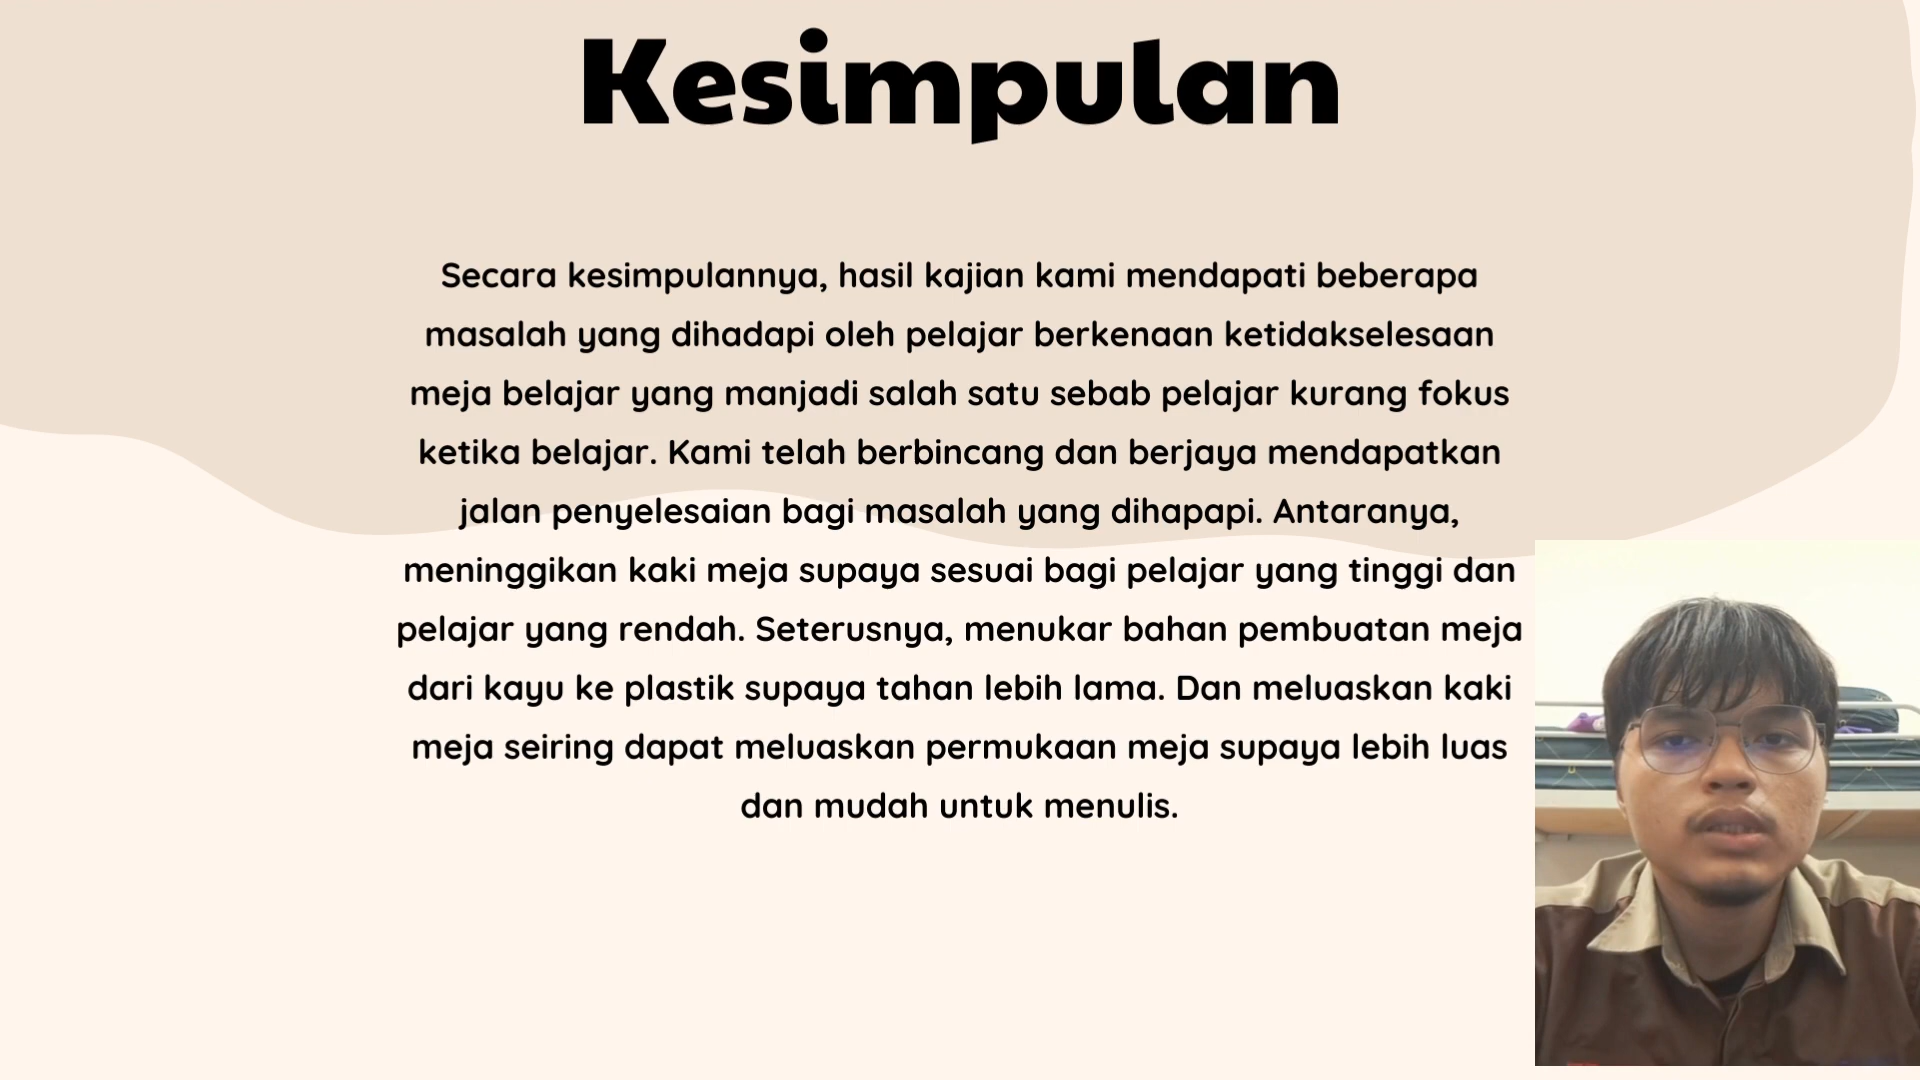 Kesimpulan
Secara kesimpulannya, hasil kajian kami mendapati beberapa
masalah yang dihadapi oleh pelajar berkenaan ketidakselesaan
meja belajar yang manjadi salah satu sebab pelajar kurang fokus
ketika belajar. Kami telah berbincang dan berjaya mendapatkan
jalan penyelesaian bagi masalah yang dihapapi. Antaranya,
meninggikan kaki meja supaya sesuai bagi pelajar yang tinggi dan
pelajar yang rendah. Seterusnya, menukar bahan pembuatan meja
dari kayu ke plastik supaya tahan lebih lama. Dan meluaskan kaki
meja seiring dapat meluaskan permukaan meja supaya lebih luas
dan mudah untuk menulis.